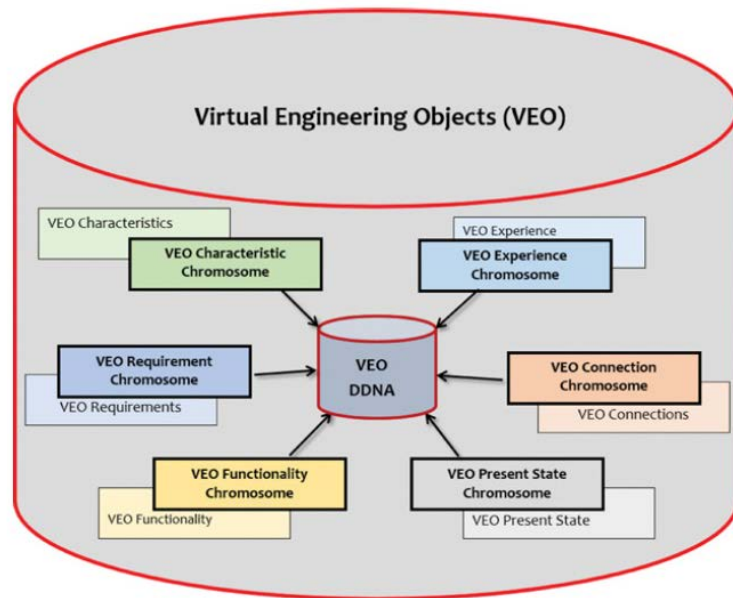 Virtual Engineering Objects (VEO)
VEO Characteristics
VEO Characteristic
Chromosome
VEO Experience
VEO Experience
Chromosome
VEO Requirement
Chromosome
VEO Requirements
VEO
DDNA
VEO Connection
Chromosome
VEO Connections
VEO Functionality
Chromosome
VEO Functionality
VEO Present State
Chromosome
VEO Present State